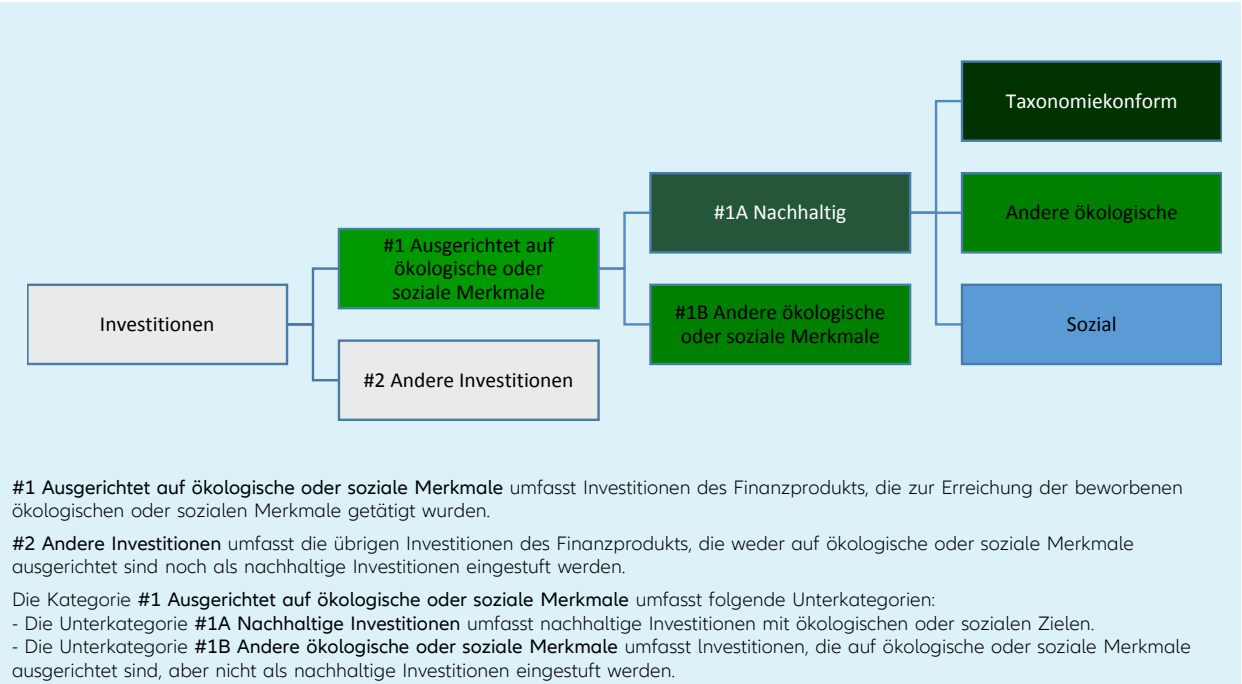 Taxonomiekonform
#1A Nachhaltig
Andere ökologische
#1 Ausgerichtet auf
ökologische oder
soziale Merkmale
Investitionen
#1B Andere ökologische
oder soziale Merkmale
Sozial
#2 Andere Investitionen
#1 Ausgerichtet auf ökologische oder soziale Merkmale umfasst Investitionen des Finanzprodukts, die zur Erreichung der beworbenen
ökologischen oder sozialen Merkmale getätigt wurden.
#2 Andere Investitionen umfasst die übrigen Investitionen des Finanzprodukts, die weder auf ökologische oder soziale Merkmale
ausgerichtet sind noch als nachhaltige Investitionen eingestuft werden.
Die Kategorie #1 Ausgerichtet auf ökologische oder soziale Merkmale umfasst folgende Unterkategorien:
- Die Unterkategorie #1A Nachhaltige Investitionen umfasst nachhaltige Investitionen mit ökologischen oder sozialen Zielen.
- Die Unterkategorie #1B Andere ökologische oder soziale Merkmale umfasst Investitionen, die auf ökologische oder soziale Merkmale
ausgerichtet sind, aber nicht als nachhaltige Investitionen eingestuft werden.